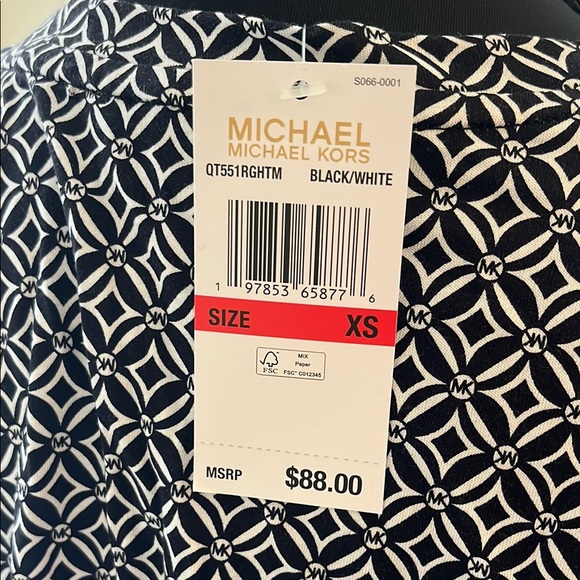 S066-0001
MICHAEL
MICHAEL KORS
QT551RGHTM BLACK/WHITE
1 97853 65877 6
SIZE XS
FSC
MIX
Paper
FSC® C012345
MSRP $88.00
MK